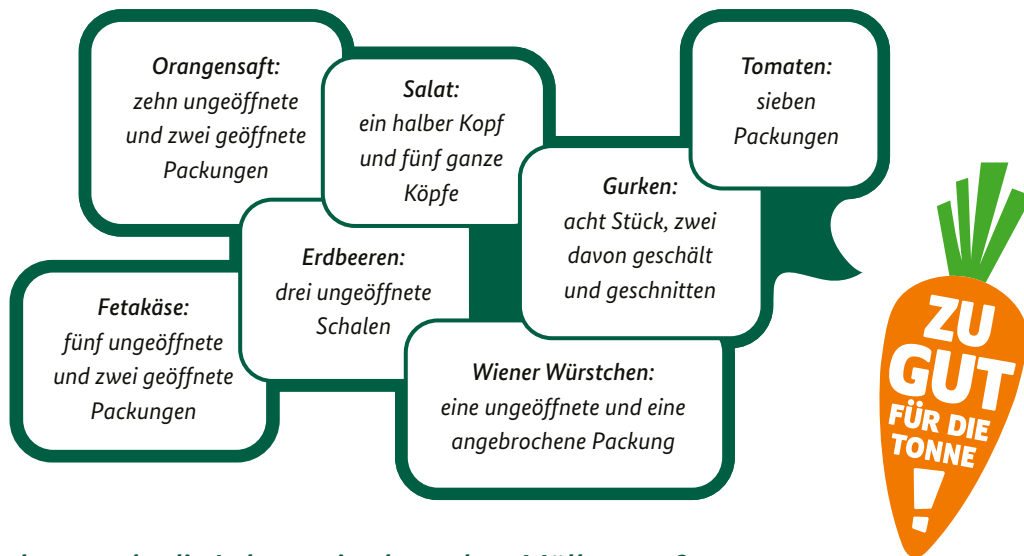 Orangensaft:
zehn ungeöffnete
und zwei geöffnete
Packungen
Salat:
ein halber Kopf
und fünf ganze
Köpfe
Tomaten:
sieben
Packungen
Gurken:
acht Stück, zwei
davon geschält
und geschnitten
Erdbeeren:
drei ungeöffnete
Schalen
Fetakäse:
fünf ungeöffnete
und zwei geöffnete
Packungen
Wiener Würstchen:
eine ungeöffnete und eine
angebrochene Packung
ZU
GUT
FÜR DIE
TONNE
!